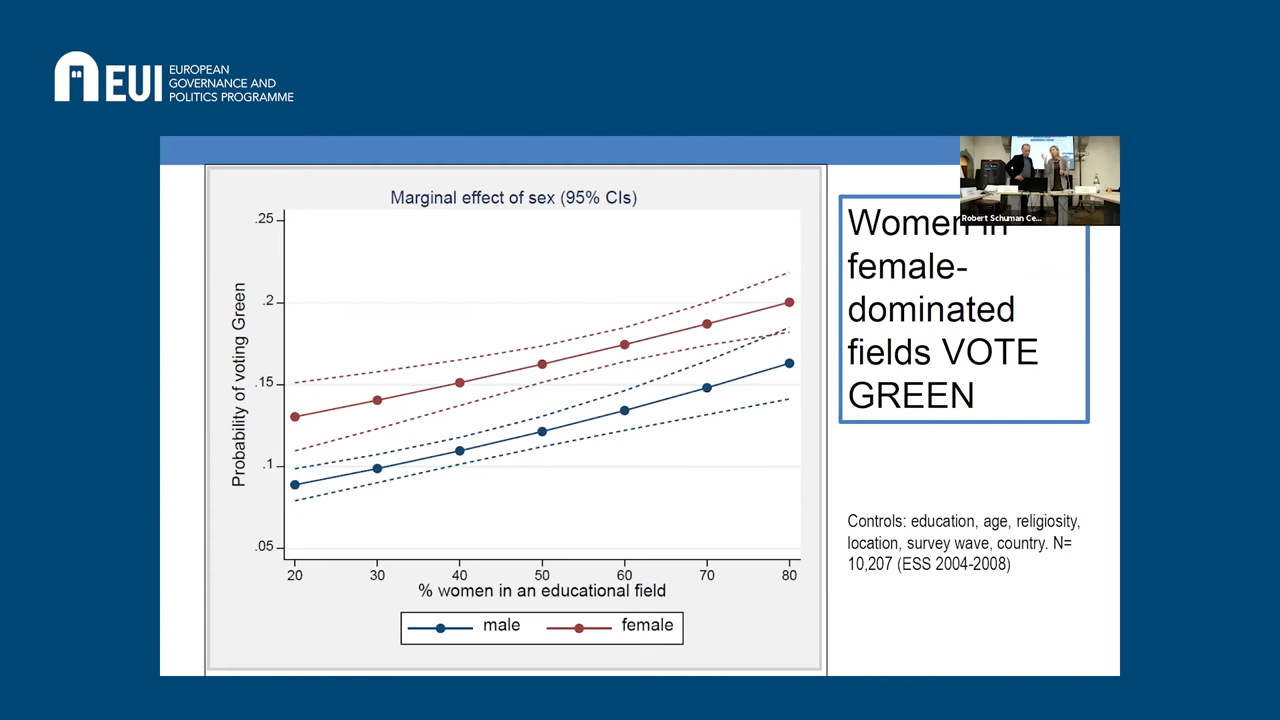 EUI
EUROPEAN
GOVERNANCE AND
POLITICS PROGRAMME
Marginal effect of sex (95% CIs)
.25
.2
.15
.1
.05
Probability of voting Green
20 30 40 50 60 70 80
% women in an educational field
male female
Robert Schuman Ce...
Women in
female-
dominated
fields VOTE
GREEN
Controls: education, age, religiosity,
location, survey wave, country. N=
10,207 (ESS 2004-2008)